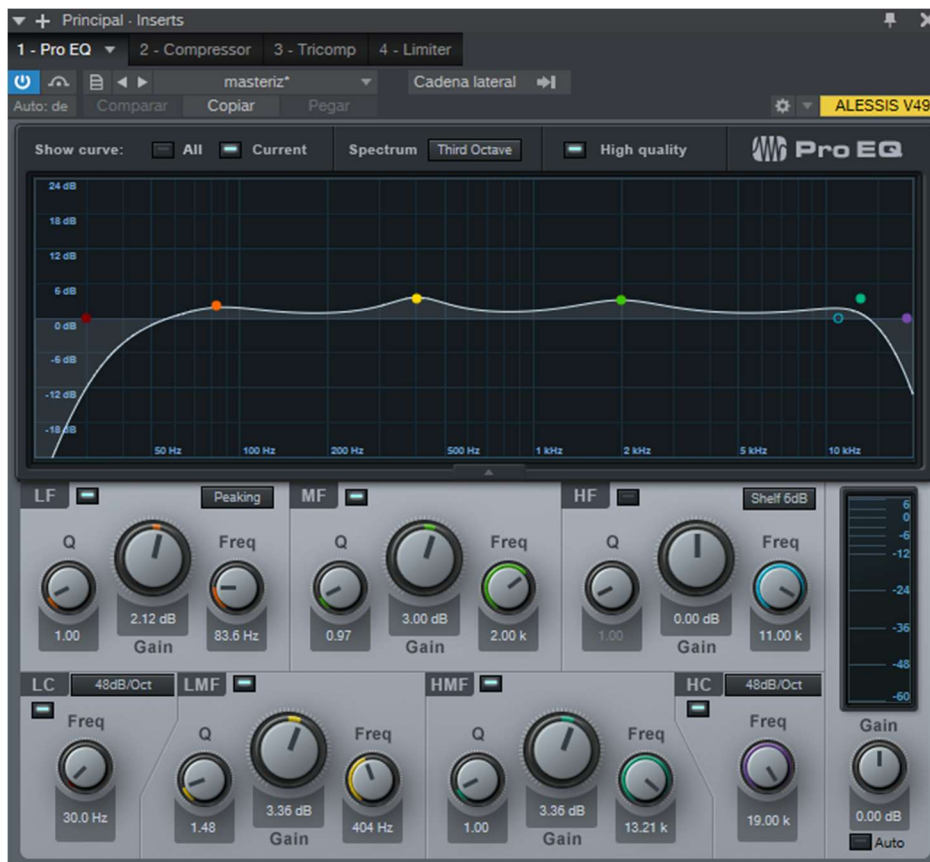 Principal - Inserts
1 - Pro EQ 2 - Compressor 3 - Tricomp 4 - Limiter
masteriz* Cadena lateral
Auto: de Comparar Copiar Pegar ALESSIS V49
Show curve: All Current Spectrum Third Octave High quality Pro EQ
24 dB
18 dB
12 dB
6 dB
0 dB
-6 dB
-12 dB
-18 dB
50 Hz 100 Hz 200 Hz 500 Hz 1 kHz 2 kHz 5 kHz 10 kHz
LF Peaking MF HF Shelf 6dB
Q Freq Q Freq Q Freq
1.00 2.12 dB 83.6 Hz 0.97 3.00 dB 2.00 k 1.00 0.00 dB 11.00 k
Gain Gain Gain
6
0
-6
-12
-24
-36
-48
-60
LC 48dB/Oct LMF HMF HC 48dB/Oct
Freq Q Freq Q Freq Freq Gain
30.0 Hz 1.48 3.36 dB 404 Hz 1.00 3.36 dB 13.21 k 19.00 k 0.00 dB
Gain Gain Auto